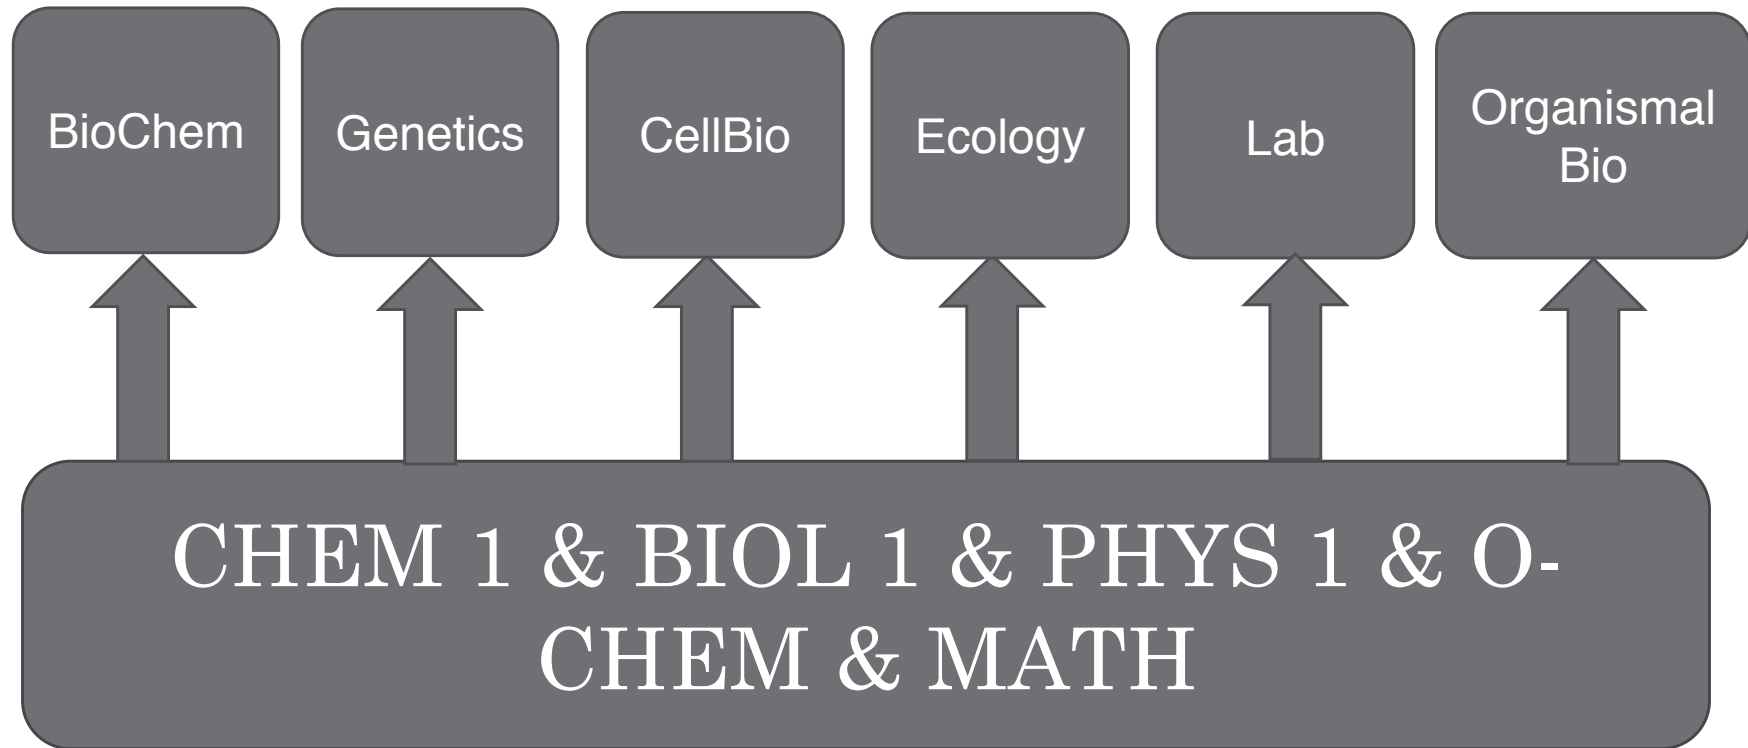 BioChem
Genetics
CellBio
Ecology
Lab
Organismal
Bio
CHEM 1 & BIOL 1 & PHYS 1 & O-
CHEM & MATH